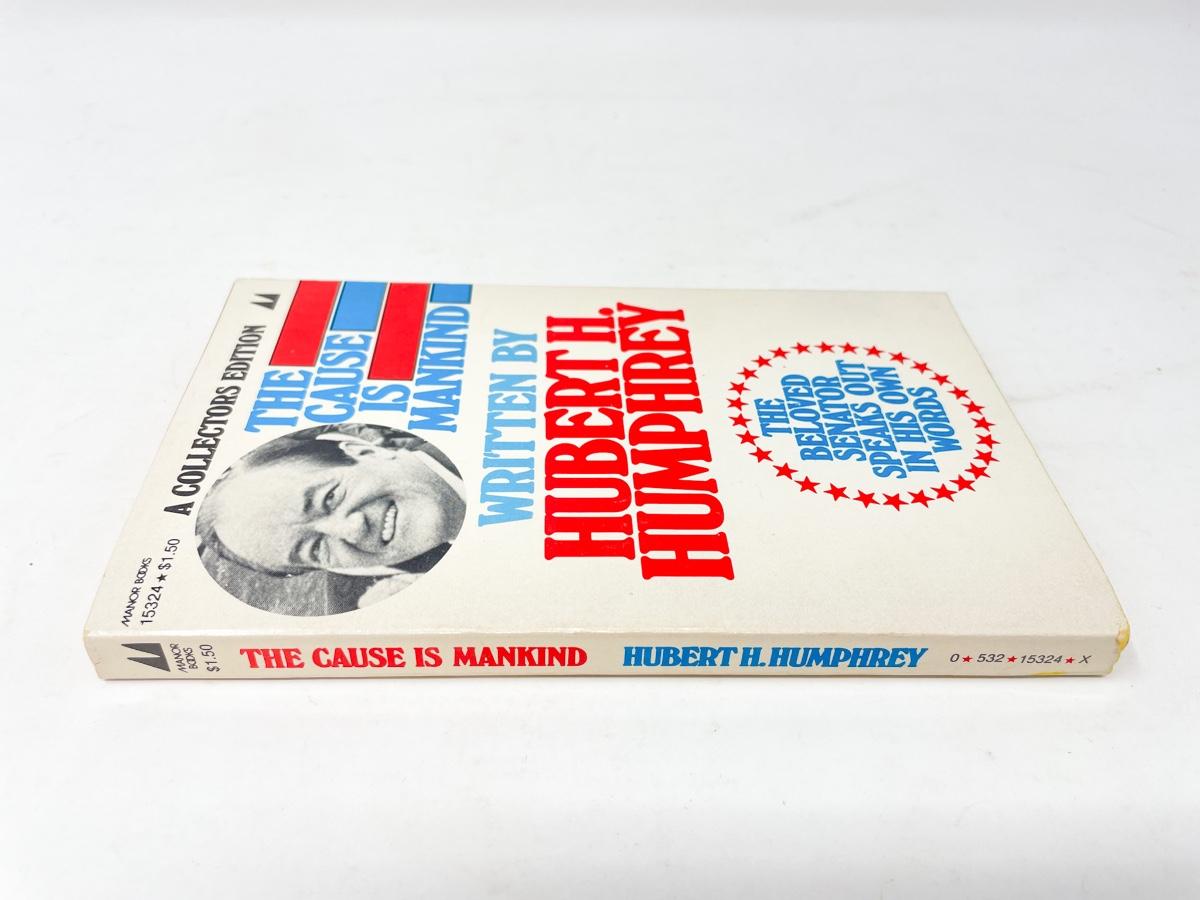 A COLLECTORS EDITION
MANOR BOOKS
15324 ★ $1.50
THE
CAUSE
IS
MANKIND
WRITTEN BY
HUBERT H.
HUMPHREY
THE
BELOVED
SENATOR
SPEAKS OUT
IN HIS OWN
WORDS
MANOR
BOOKS
$1.50
THE CAUSE IS MANKIND HUBERT H. HUMPHREY 0 ★ 532 ★ 15324 ★ X